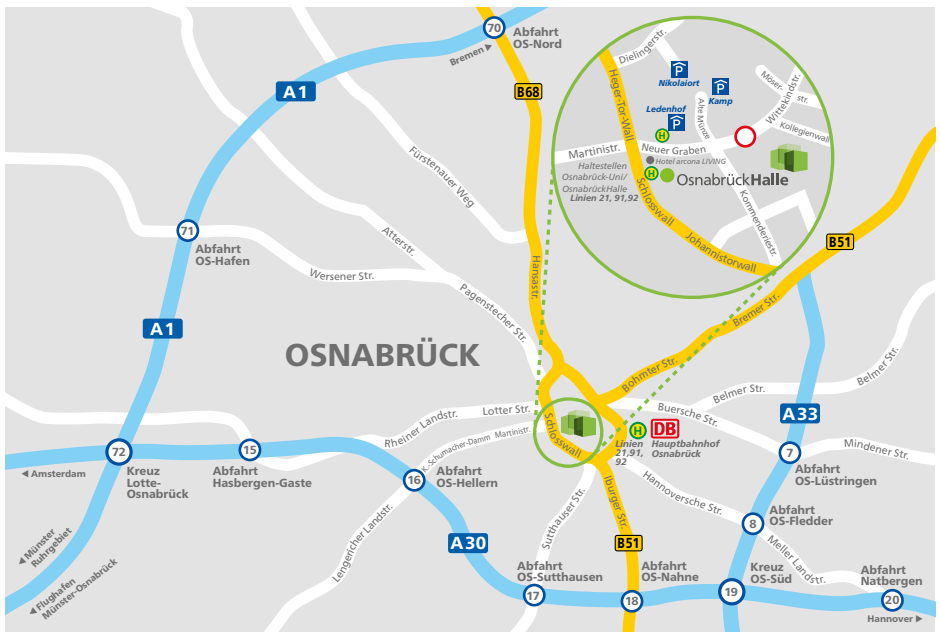 70
Abfahrt
OS-Nord
Bremen
A1
B68
Dielingerstr.
Nikolaiort
P
Kamp
P
Ledenhof
P
Heger-Tor-Wall
Alte Münze
Möser-
str.
Wittekindstr.
Kollegienwall
H
Martinistr.
Neuer Graben
Hotel arcona LIVING
Haltestellen
Osnabrück-Uni/
OsnabrückHalle
Linien 21, 91,92
H
OsnabrückHalle
Schlosswall
Kommenderiestr.
Johannistorwall
Fürstenauer Weg
71
Abfahrt
OS-Hafen
Atterstr.
Wersener Str.
Hansastr.
B51
Pagenstecher Str.
Bremer Str.
A1
OSNABRÜCK
Bohmter Str.
Belmer Str.
Belmer Str.
Rheiner Landstr.
Lotter Str.
Buersche Str.
A33
K.-Schumacher-Damm
Martinistr.
Schlosswall
H
DB
Linien
21,91,
92
Hauptbahnhof
Osnabrück
Mindener Str.
72
Kreuz
Lotte-
Osnabrück
Amsterdam
15
Abfahrt
Hasbergen-Gaste
16
Abfahrt
OS-Hellern
7
Abfahrt
OS-Lüstringen
Hannoversche Str.
Iburger Str.
Sutthauser Str.
Lengericher Landstr.
8
Abfahrt
OS-Fledder
Meller Landstr.
A30
B51
Münster
Ruhrgebiet
Flughafen
Münster-Osnabrück
Abfahrt
OS-Sutthausen
17
Abfahrt
OS-Nahne
18
Kreuz
OS-Süd
19
Abfahrt
Natbergen
20
Hannover